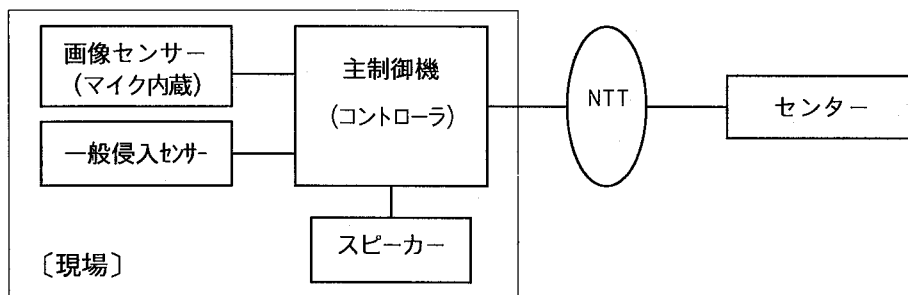 画像センサー
(マイク内蔵)
主制御機
(コントローラ)
NTT
センター
一般侵入センサー
スピーカー
〔現場〕